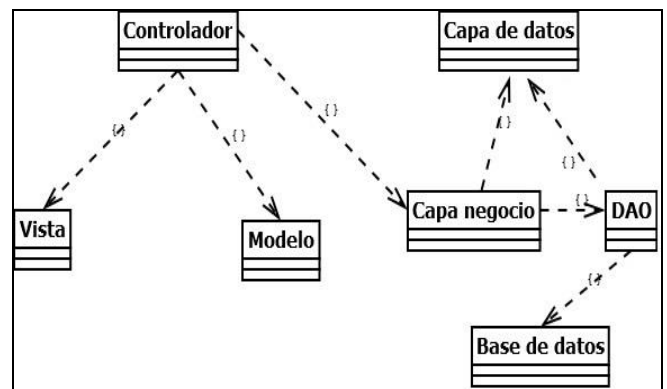 Controlador
Capa de datos
{ }
{ }
{ }
{ }
{ }
Vista
Modelo
Capa negocio
{ }
DAO
{ }
Base de datos